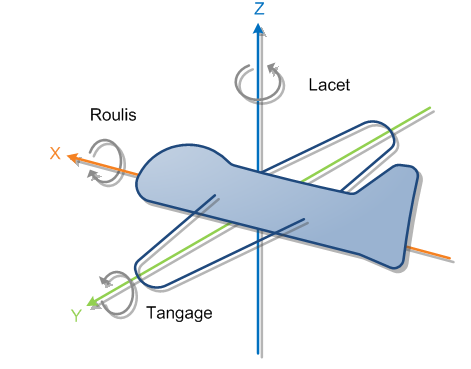 Z
Lacet
Roulis
X
Y
Tangage